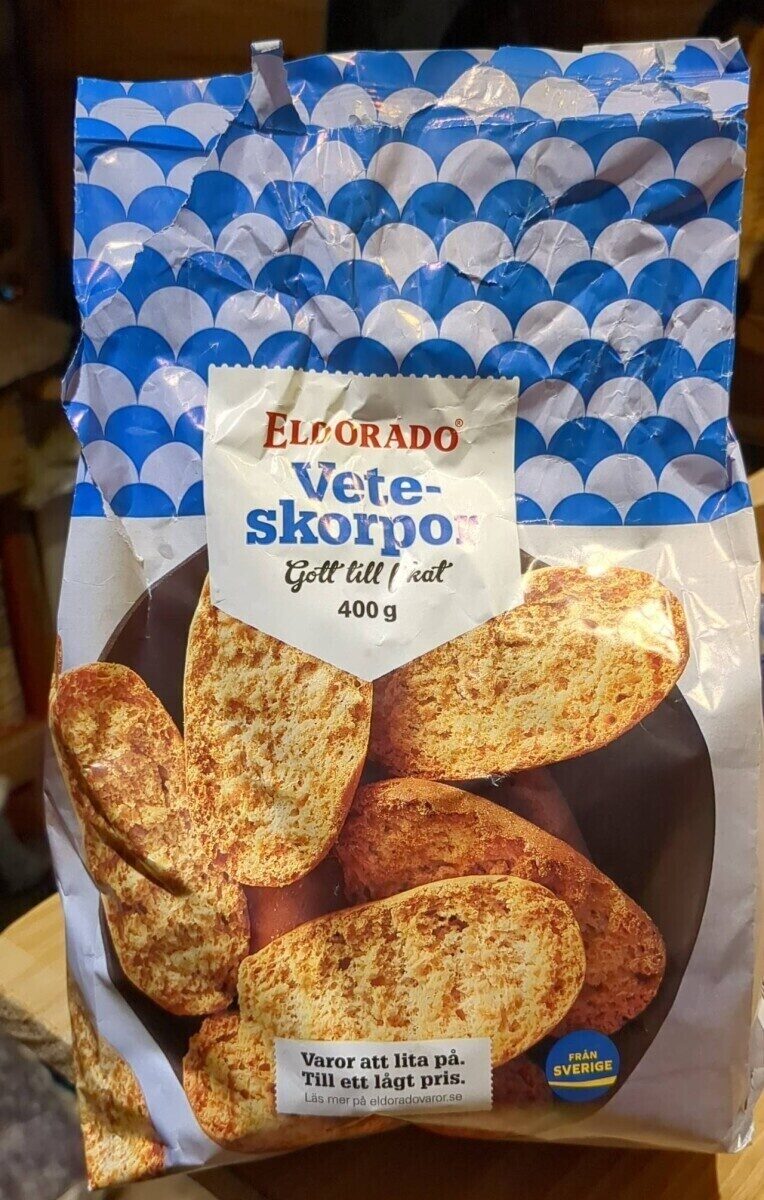 ELDORADO®
Vete-
skorpor
Gott till fikat
400 g
Varor att lita på.
Till ett lågt pris.
Läs mer på eldoradovaror.se
FRÅN
SVERIGE